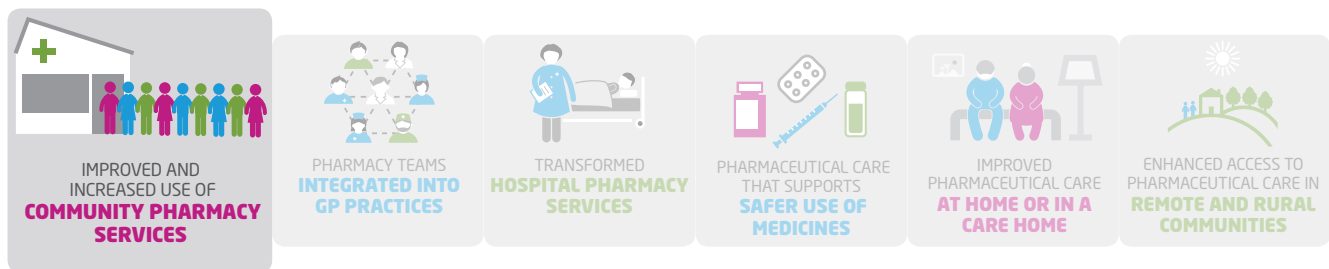 IMPROVED AND
INCREASED USE OF
COMMUNITY PHARMACY
SERVICES
PHARMACY TEAMS
INTEGRATED INTO
GP PRACTICES
TRANSFORMED
HOSPITAL PHARMACY
SERVICES
PHARMACEUTICAL CARE
THAT SUPPORTS
SAFER USE OF
MEDICINES
IMPROVED
PHARMACEUTICAL CARE
AT HOME OR IN A
CARE HOME
ENHANCED ACCESS TO
PHARMACEUTICAL CARE IN
REMOTE AND RURAL
COMMUNITIES